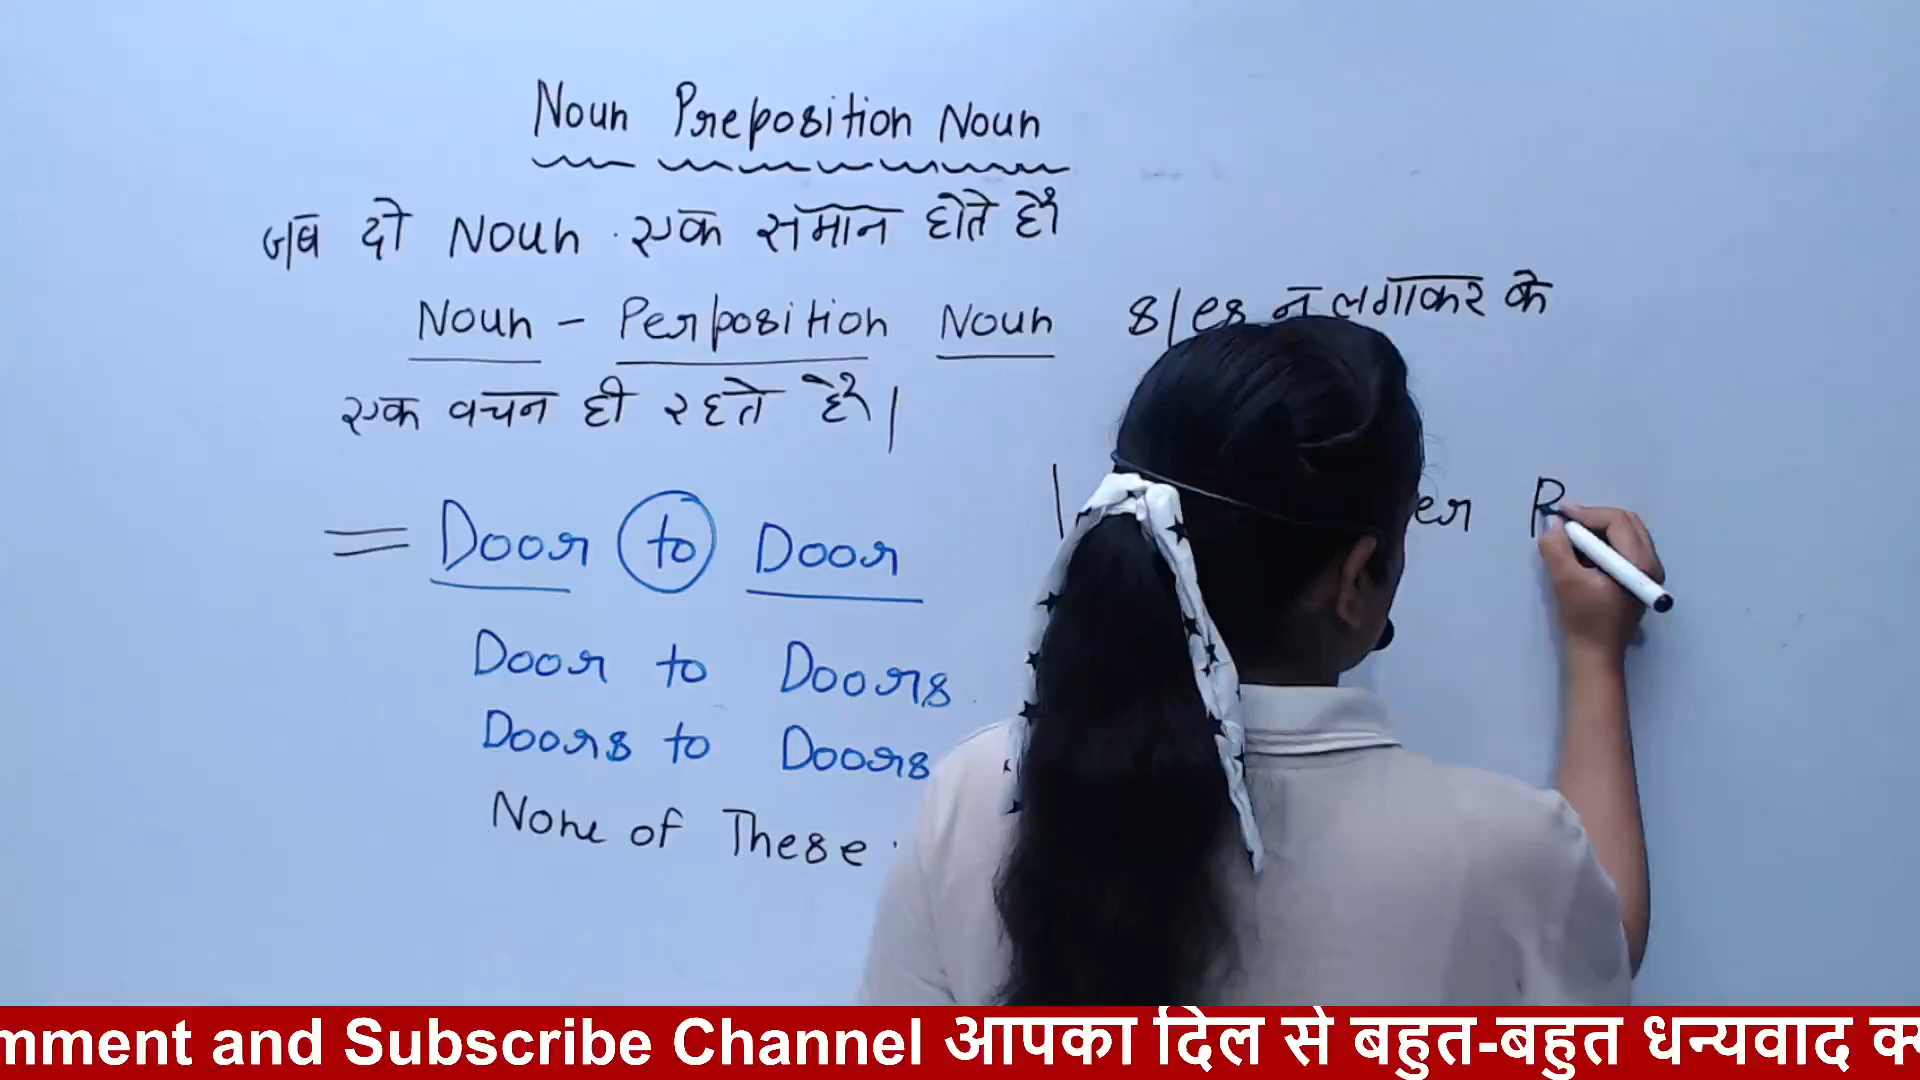 Noun Preposition Noun
जब दो Noun एक समान होते हैं
Noun - Perposition Noun s/es न लगाकर के
एक वचन ही रहते हैं।
= Door to Door
er R
Door to Doors
Doors to Doors
None of These
mment and Subscribe Channel आपका दिल से बहुत-बहुत धन्यवाद